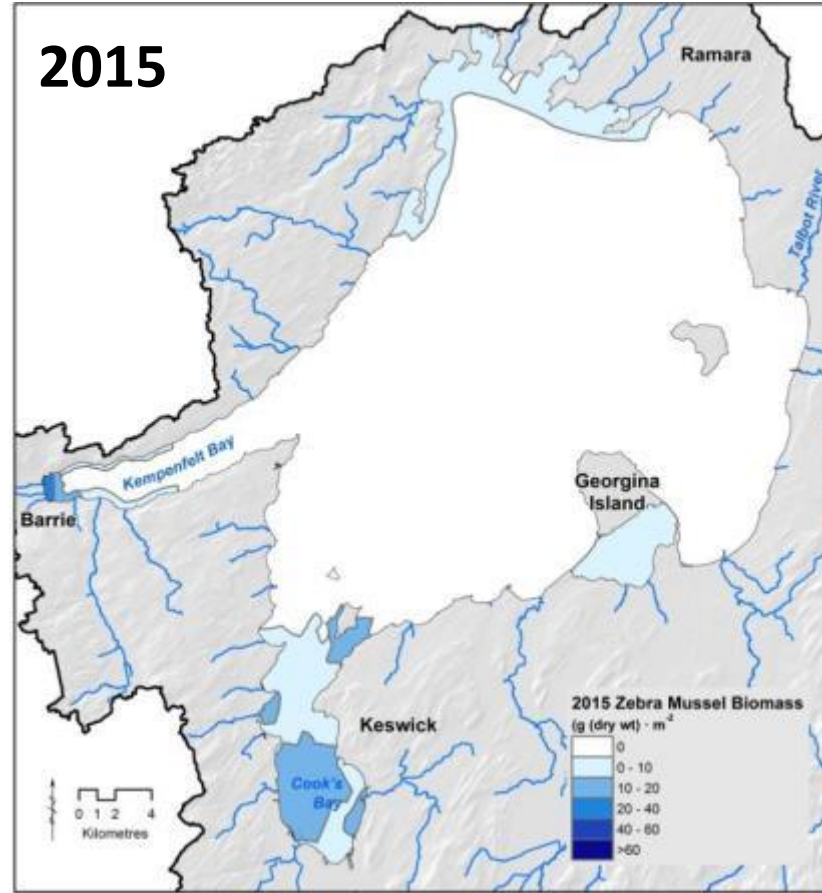 2015
Ramara
Talbot River
Kempenfelt Bay
Barrie
Georgina
Island
Keswick
Cook's
Bay
2015 Zebra Mussel Biomass
(g (dry wt) · m⁻²
0
0 - 10
10 - 20
20 - 40
40 - 60
>60
0 1 2 4
Kilometres